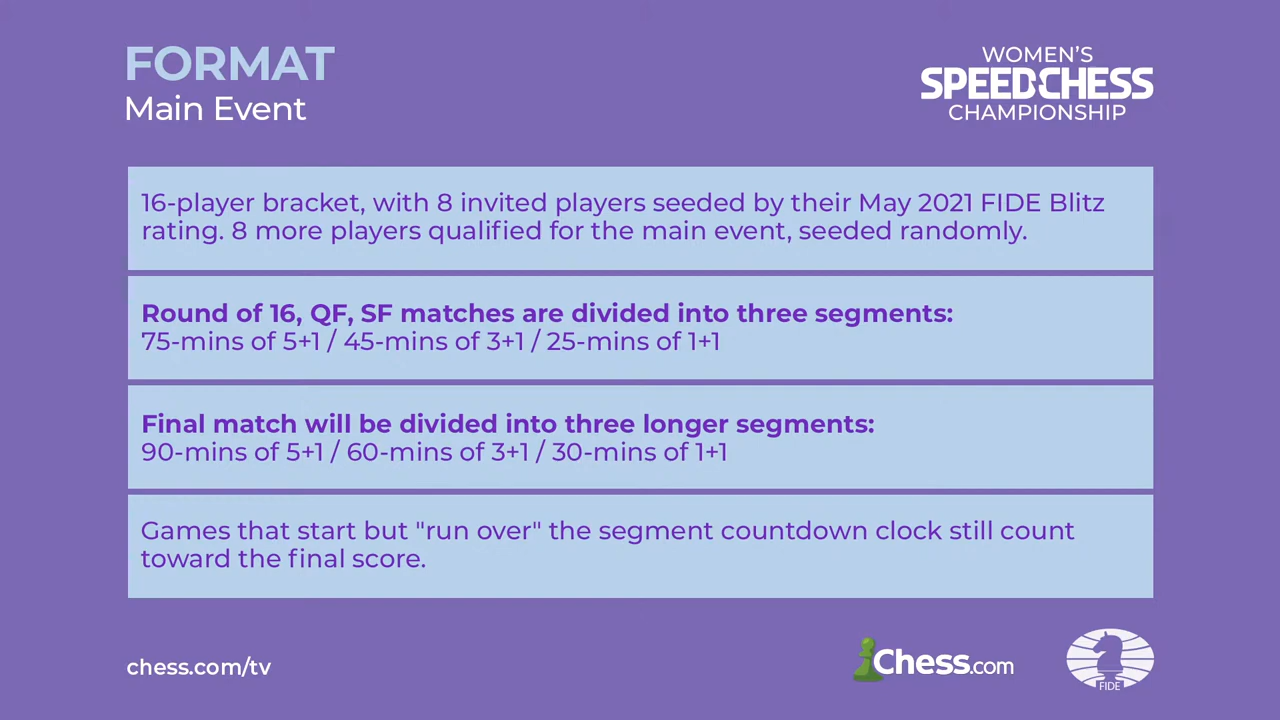 FORMAT
Main Event
WOMEN'S
SPEED CHESS
CHAMPIONSHIP
16-player bracket, with 8 invited players seeded by their May 2021 FIDE Blitz
rating. 8 more players qualified for the main event, seeded randomly.
Round of 16, QF, SF matches are divided into three segments:
75-mins of 5+1 / 45-mins of 3+1 / 25-mins of 1+1
Final match will be divided into three longer segments:
90-mins of 5+1 / 60-mins of 3+1 / 30-mins of 1+1
Games that start but "run over" the segment countdown clock still count
toward the final score.
chess.com/tv
Chess.com
FIDE